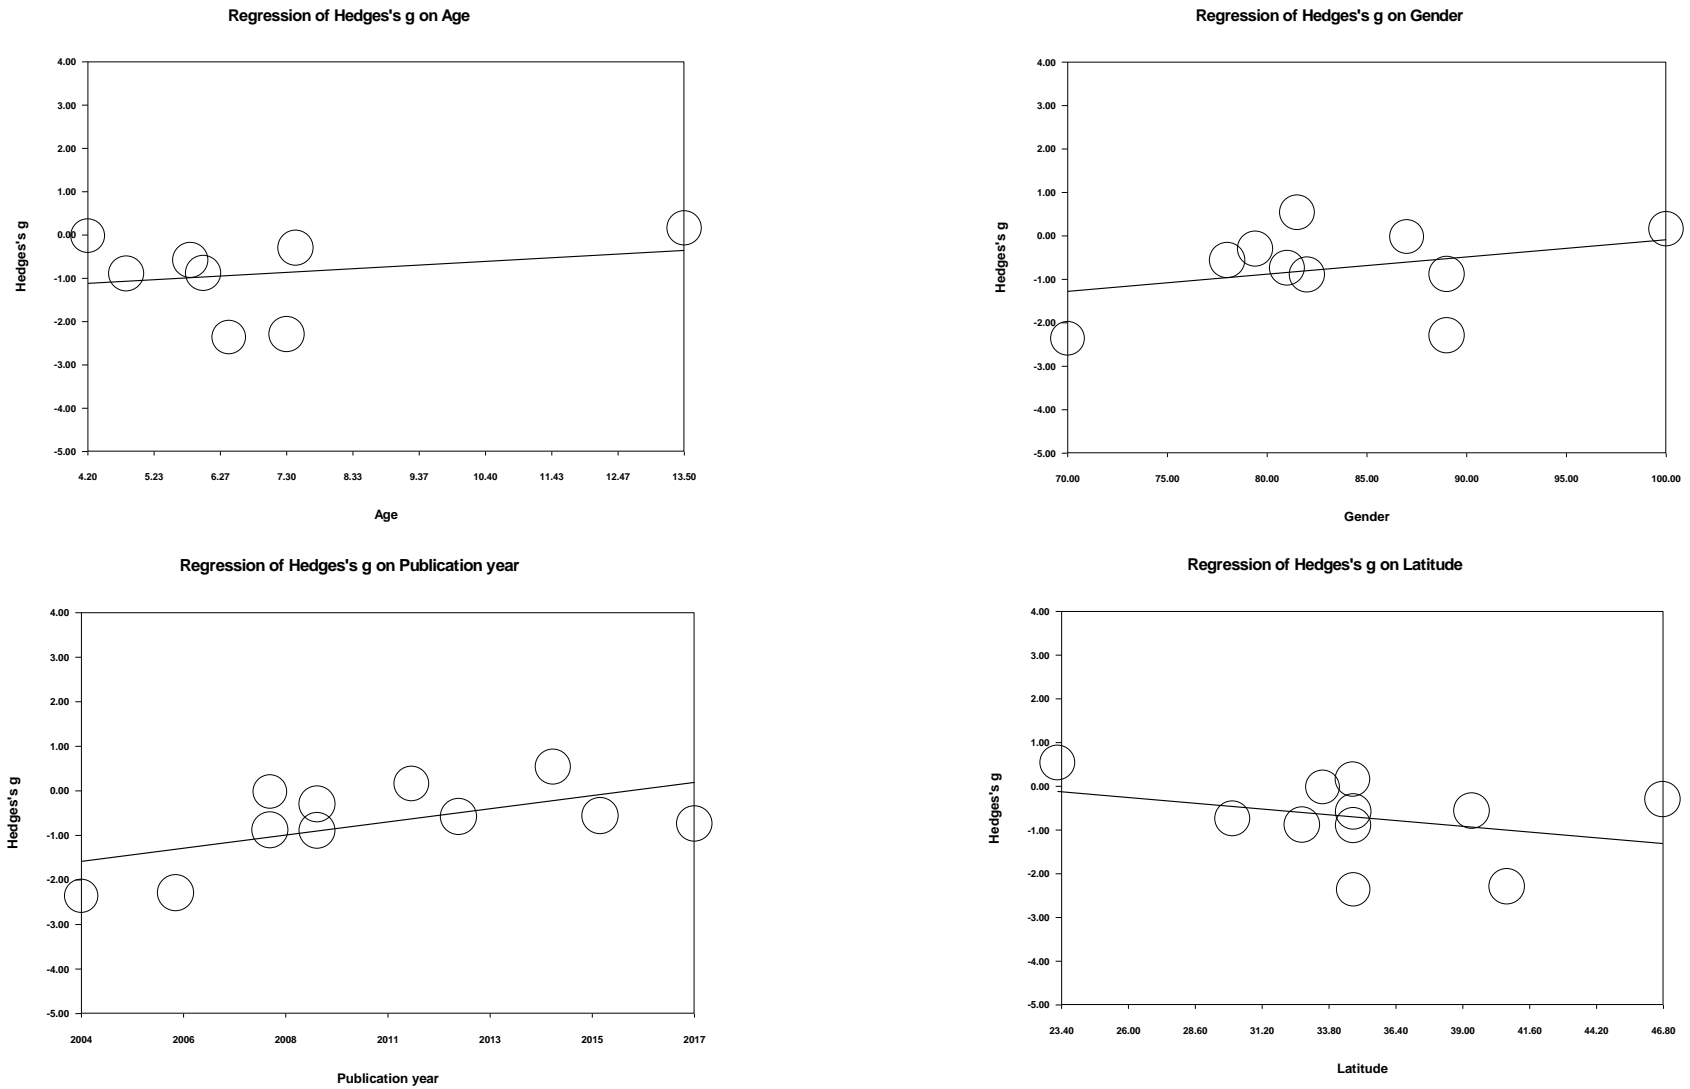 Regression of Hedges's g on Age
4.00
3.00
2.00
1.00
0.00
-1.00
-2.00
-3.00
-4.00
-5.00
Hedges's g
4.20 5.23 6.27 7.30 8.33 9.37 10.40 11.43 12.47 13.50
Age
Regression of Hedges's g on Gender
4.00
3.00
2.00
1.00
0.00
-1.00
-2.00
-3.00
-4.00
-5.00
Hedges's g
70.00 75.00 80.00 85.00 90.00 95.00 100.00
Gender
Regression of Hedges's g on Publication year
4.00
3.00
2.00
1.00
0.00
-1.00
-2.00
-3.00
-4.00
-5.00
Hedges's g
2004 2006 2008 2011 2013 2015 2017
Publication year
Regression of Hedges's g on Latitude
4.00
3.00
2.00
1.00
0.00
-1.00
-2.00
-3.00
-4.00
-5.00
Hedges's g
23.40 26.00 28.60 31.20 33.80 36.40 39.00 41.60 44.20 46.80
Latitude